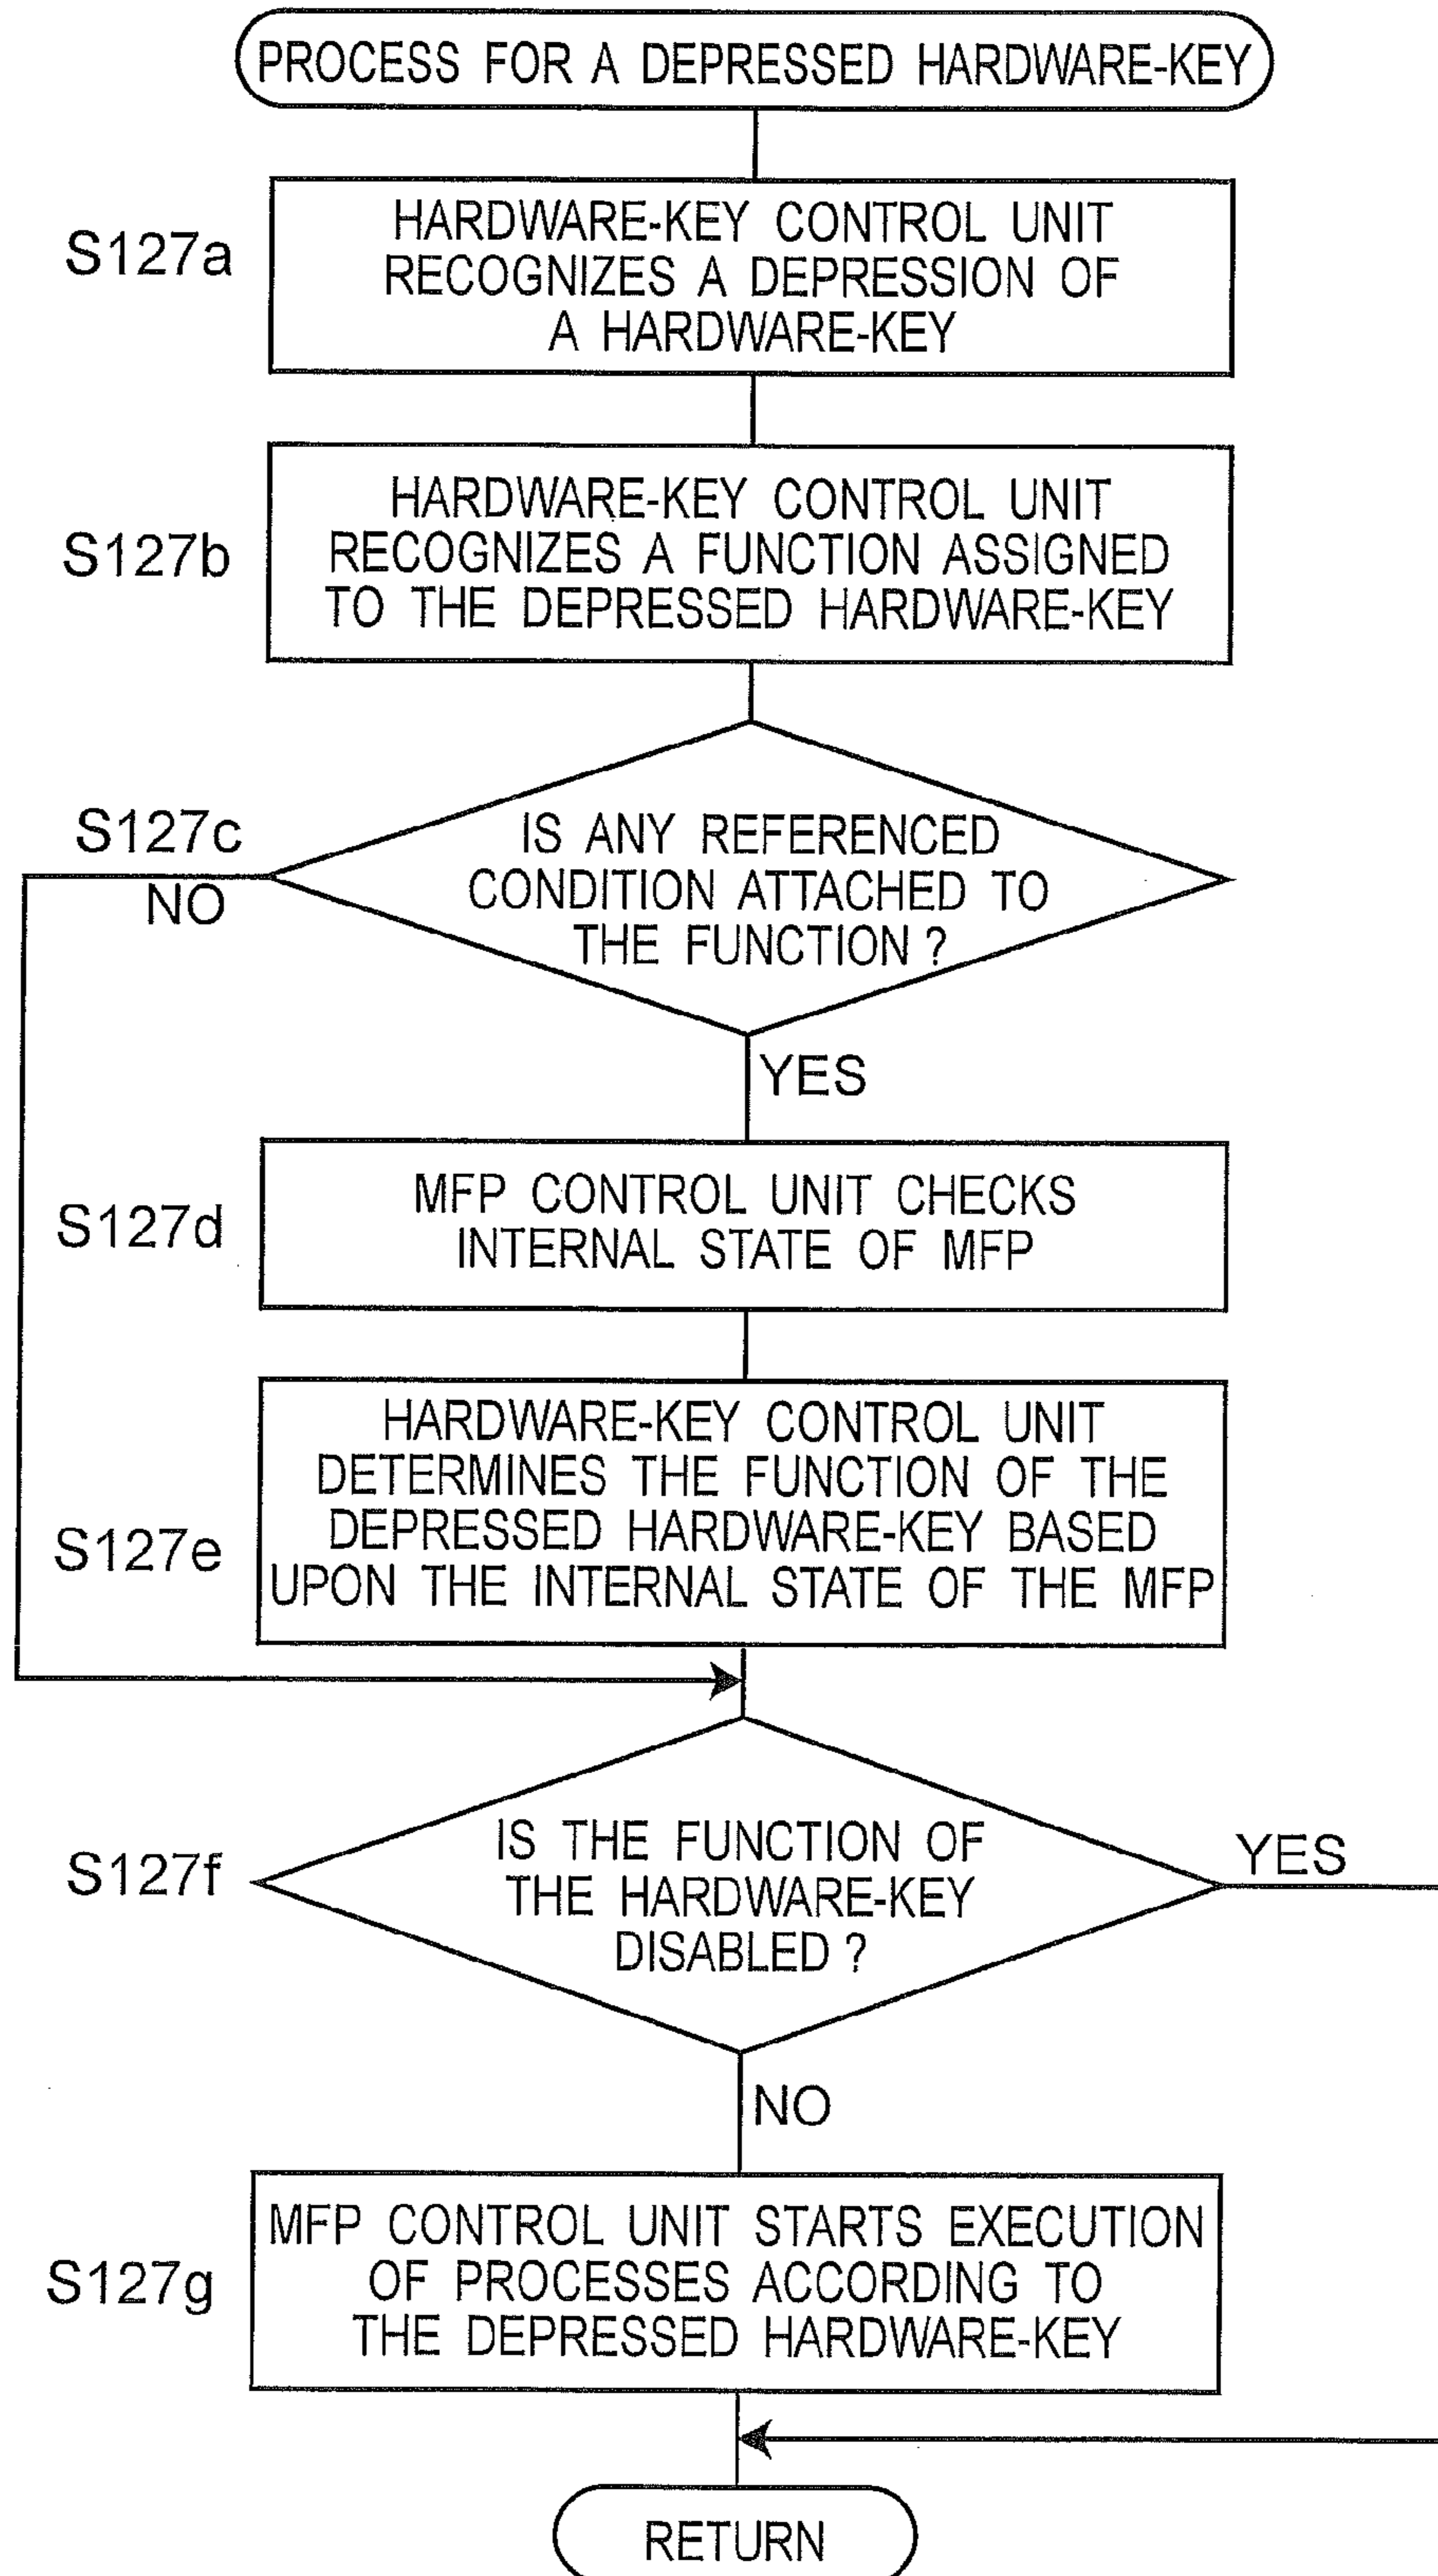 PROCESS FOR A DEPRESSED HARDWARE-KEY
S127a
HARDWARE-KEY CONTROL UNIT
RECOGNIZES A DEPRESSION OF
A HARDWARE-KEY
S127b
HARDWARE-KEY CONTROL UNIT
RECOGNIZES A FUNCTION ASSIGNED
TO THE DEPRESSED HARDWARE-KEY
S127c
NO
IS ANY REFERENCED
CONDITION ATTACHED TO
THE FUNCTION ?
YES
S127d
MFP CONTROL UNIT CHECKS
INTERNAL STATE OF MFP
S127e
HARDWARE-KEY CONTROL UNIT
DETERMINES THE FUNCTION OF THE
DEPRESSED HARDWARE-KEY BASED
UPON THE INTERNAL STATE OF THE MFP
S127f
IS THE FUNCTION OF
THE HARDWARE-KEY
DISABLED ?
YES
NO
S127g
MFP CONTROL UNIT STARTS EXECUTION
OF PROCESSES ACCORDING TO
THE DEPRESSED HARDWARE-KEY
RETURN